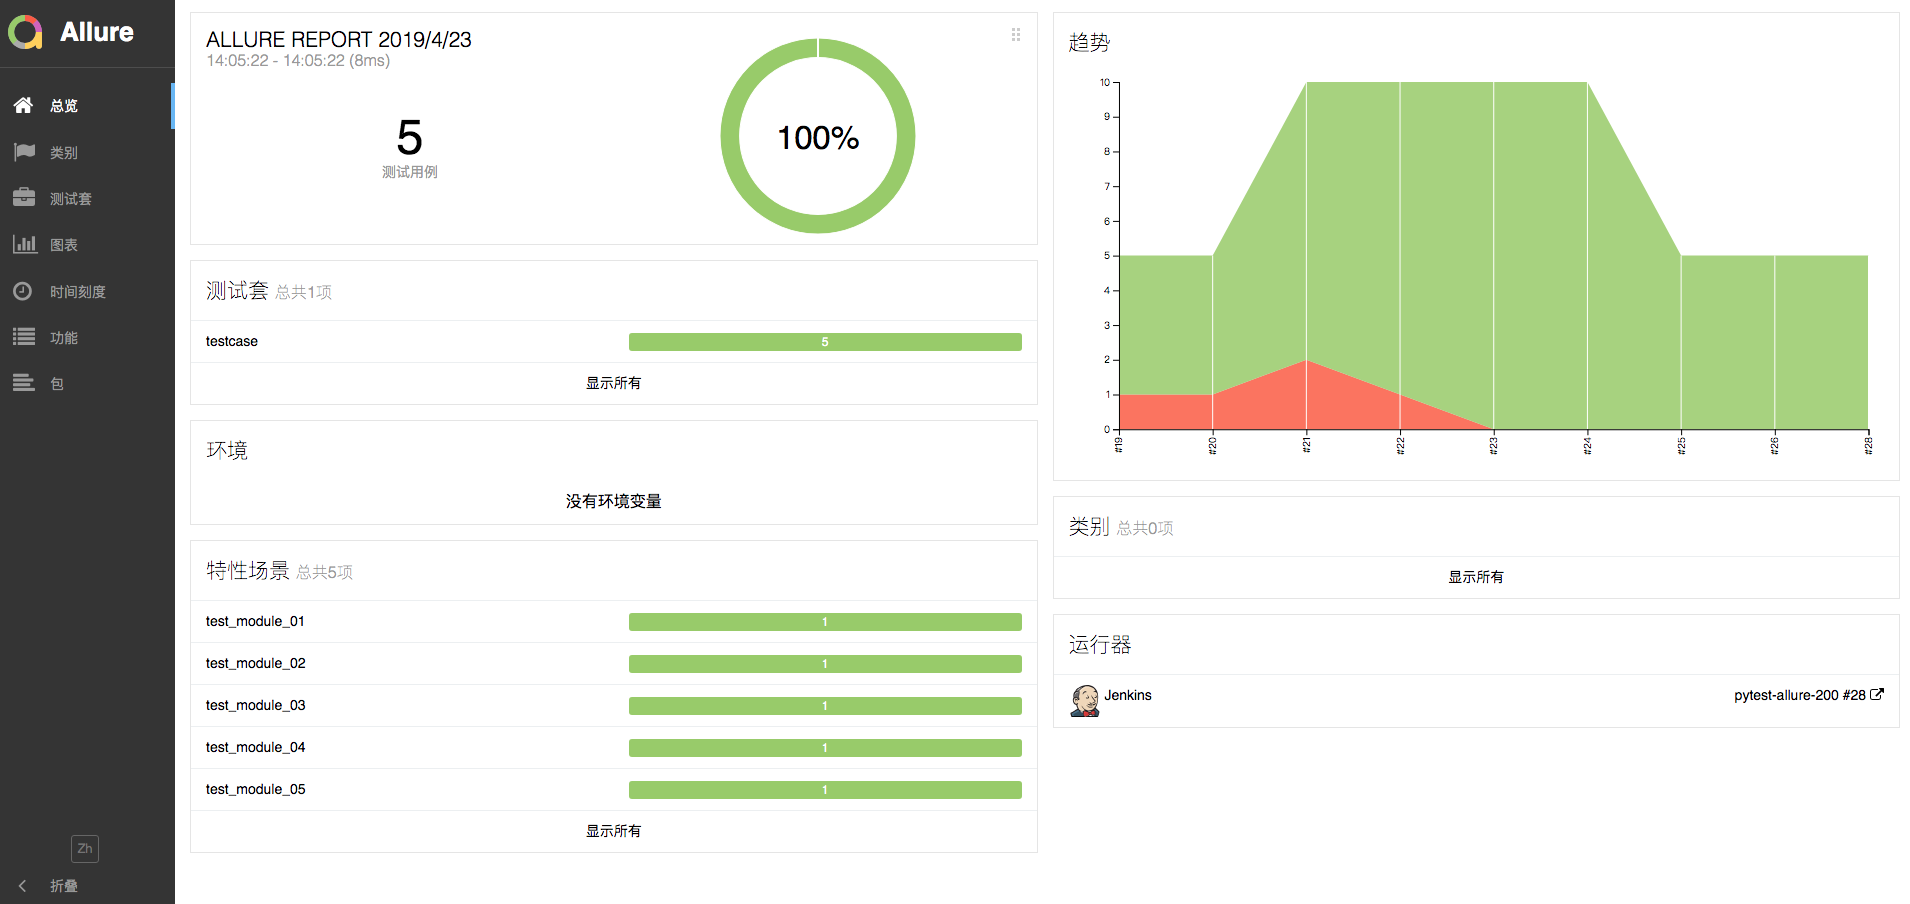 Allure
总览
类别
测试套
图表
时间刻度
功能
包
Zh
折叠
ALLURE REPORT 2019/4/23
14:05:22 - 14:05:22 (8ms)
5
测试用例
100%
测试套 总共1项
testcase 5
显示所有
环境
没有环境变量
特性场景 总共5项
test_module_01 1
test_module_02 1
test_module_03 1
test_module_04 1
test_module_05 1
显示所有
趋势
10
9
8
7
6
5
4
3
2
1
0
#19 #20 #21 #22 #23 #24 #25 #26 #28
类别 总共0项
显示所有
运行器
Jenkins pytest-allure-200 #28